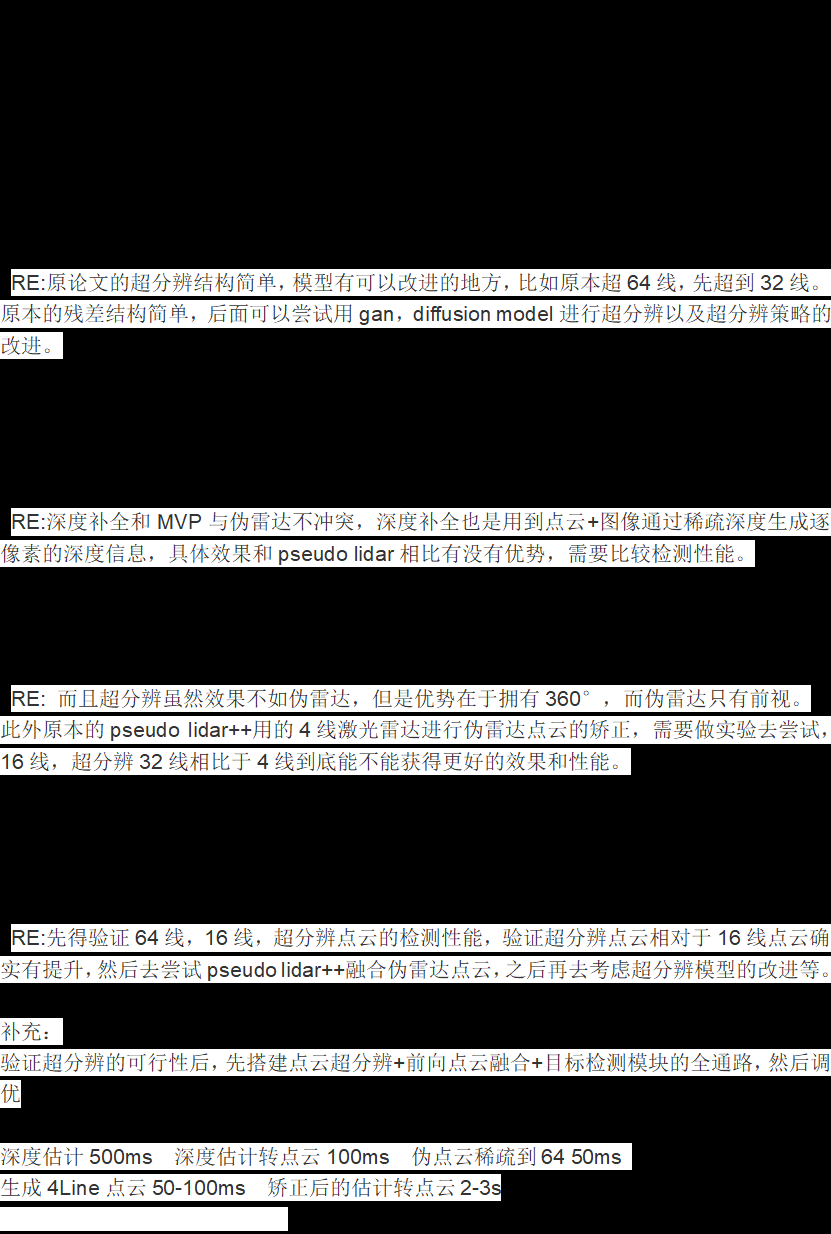 RE:原论文的超分辨结构简单，模型有可以改进的地方，比如原本超 64 线，先超到 32 线。
原本的残差结构简单，后面可以尝试用 gan，diffusion model 进行超分辨以及超分辨策略的
改进。
RE:深度补全和 MVP 与伪雷达不冲突，深度补全也是用到点云+图像通过稀疏深度生成逐
像素的深度信息，具体效果和 pseudo lidar 相比有没有优势，需要比较检测性能。
RE: 而且超分辨虽然效果不如伪雷达，但是优势在于拥有 360°，而伪雷达只有前视。
此外原本的 pseudo lidar++用的 4 线激光雷达进行伪雷达点云的矫正，需要做实验去尝试，
16 线，超分辨 32 线相比于 4 线到底能不能获得更好的效果和性能。
RE:先得验证 64 线，16 线，超分辨点云的检测性能，验证超分辨点云相对于 16 线点云确
实有提升，然后去尝试 pseudo lidar++融合伪雷达点云，之后再去考虑超分辨模型的改进等。
补充：
验证超分辨的可行性后，先搭建点云超分辨+前向点云融合+目标检测模块的全通路，然后调
优
深度估计 500ms 深度估计转点云 100ms 伪点云稀疏到 64 50ms
生成 4Line 点云 50-100ms 矫正后的估计转点云 2-3s